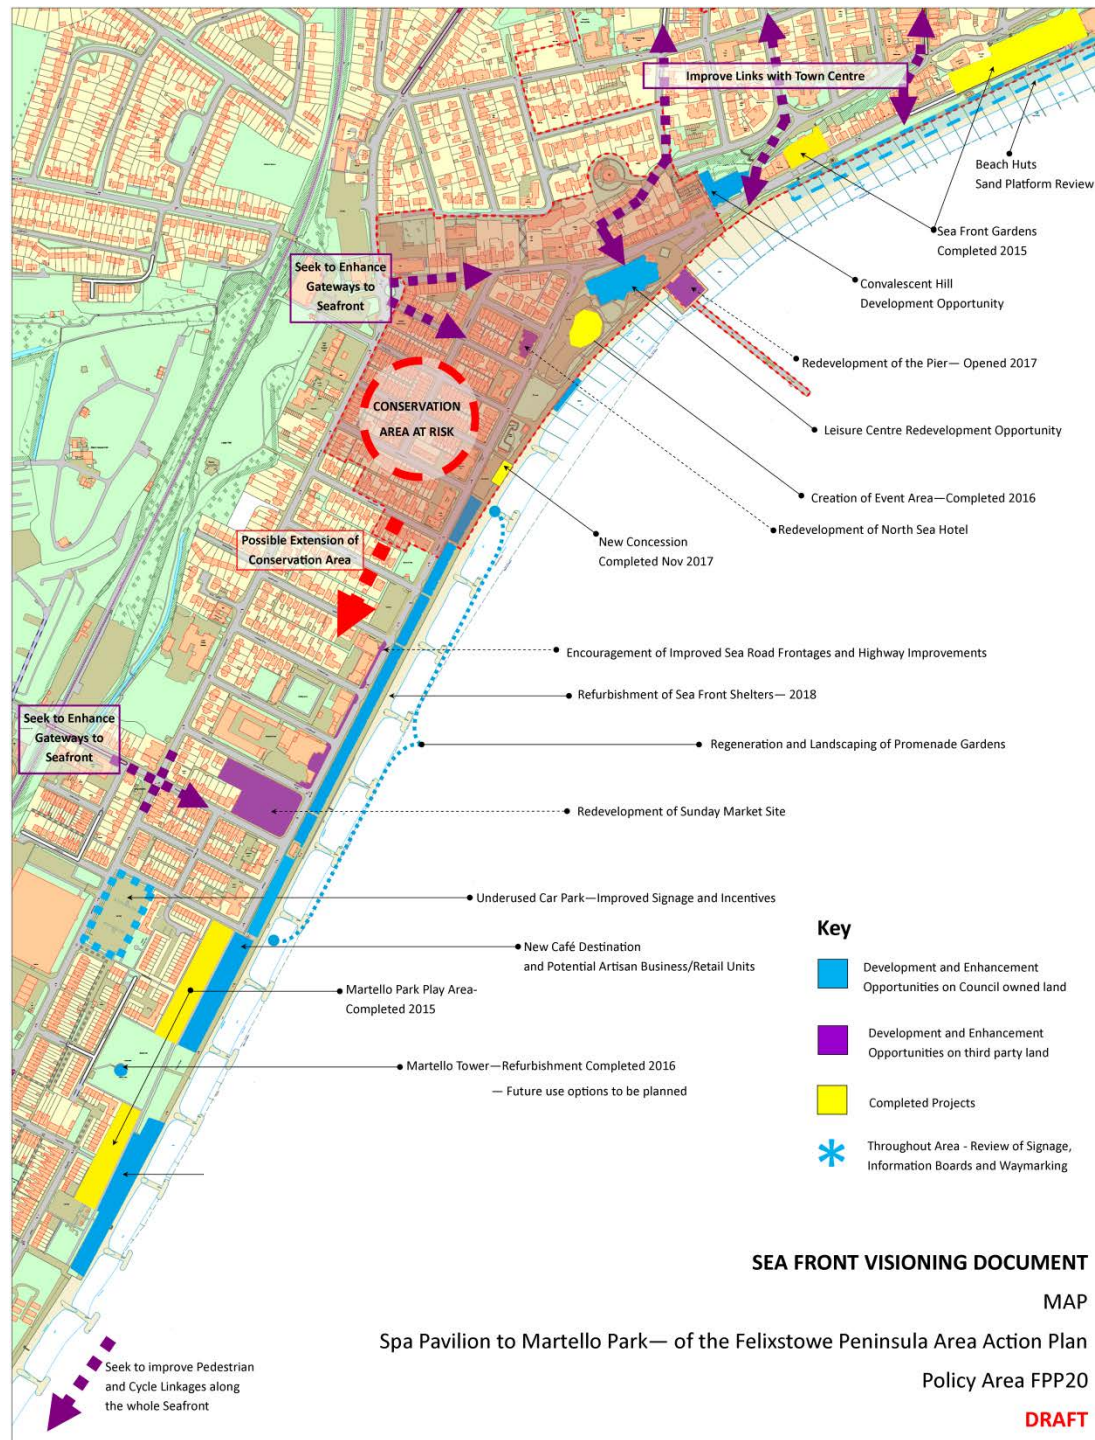 Improve Links with Town Centre
Beach Huts
Sand Platform Review
Sea Front Gardens
Completed 2015
Seek to Enhance
Gateways to
Seafront
Convalescent Hill
Development Opportunity
Redevelopment of the Pier— Opened 2017
CONSERVATION
AREA AT RISK
Leisure Centre Redevelopment Opportunity
Creation of Event Area—Completed 2016
Redevelopment of North Sea Hotel
New Concession
Completed Nov 2017
Possible Extension of
Conservation Area
Encouragement of Improved Sea Road Frontages and Highway Improvements
Refurbishment of Sea Front Shelters— 2018
Seek to Enhance
Gateways to
Seafront
Regeneration and Landscaping of Promenade Gardens
Redevelopment of Sunday Market Site
Underused Car Park—Improved Signage and Incentives
New Café Destination
and Potential Artisan Business/Retail Units
Martello Park Play Area-
Completed 2015
Martello Tower—Refurbishment Completed 2016
— Future use options to be planned
Key
Development and Enhancement
Opportunities on Council owned land
Development and Enhancement
Opportunities on third party land
Completed Projects
Throughout Area - Review of Signage,
Information Boards and Waymarking
SEA FRONT VISIONING DOCUMENT
MAP
Spa Pavilion to Martello Park— of the Felixstowe Peninsula Area Action Plan
Policy Area FPP20
DRAFT
Seek to improve Pedestrian
and Cycle Linkages along
the whole Seafront